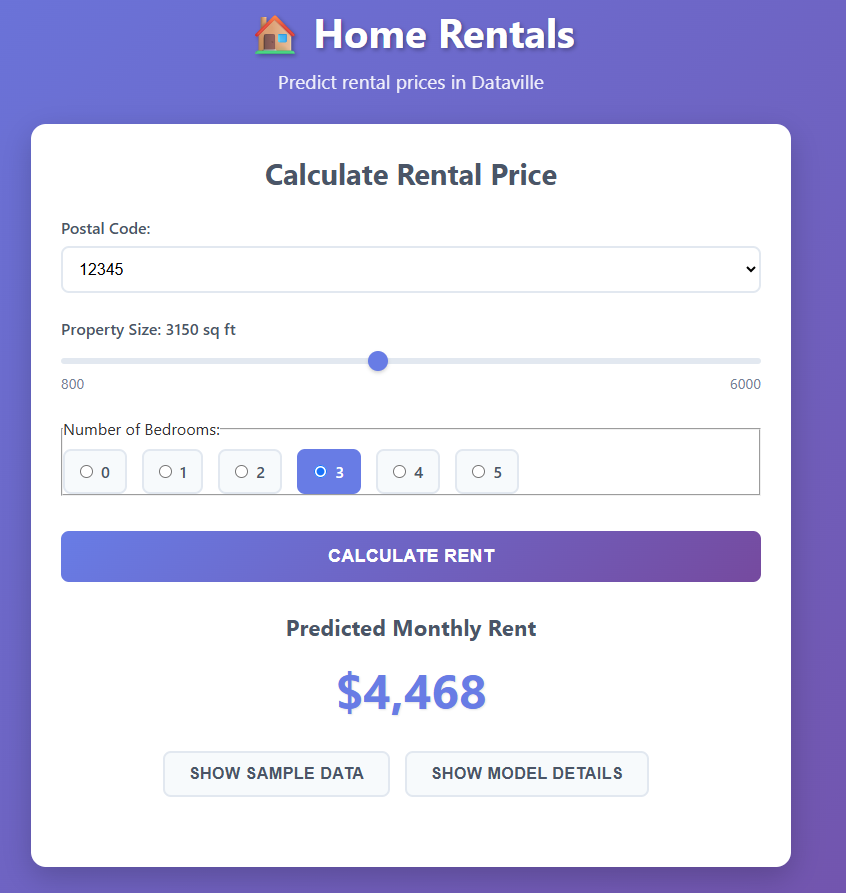 Home Rentals
Predict rental prices in Dataville
Calculate Rental Price
Postal Code:
12345
Property Size: 3150 sq ft
800 6000
Number of Bedrooms:
0 1 2 3 4 5
CALCULATE RENT
Predicted Monthly Rent
$4,468
SHOW SAMPLE DATA SHOW MODEL DETAILS